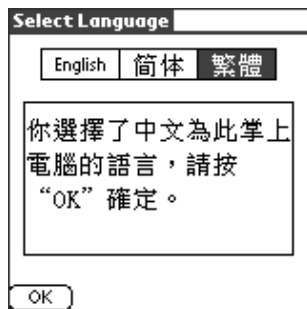 Select Language
English 简体 繁體
你選擇了中文為此掌上
電腦的語言，請按
“OK”確定。
OK